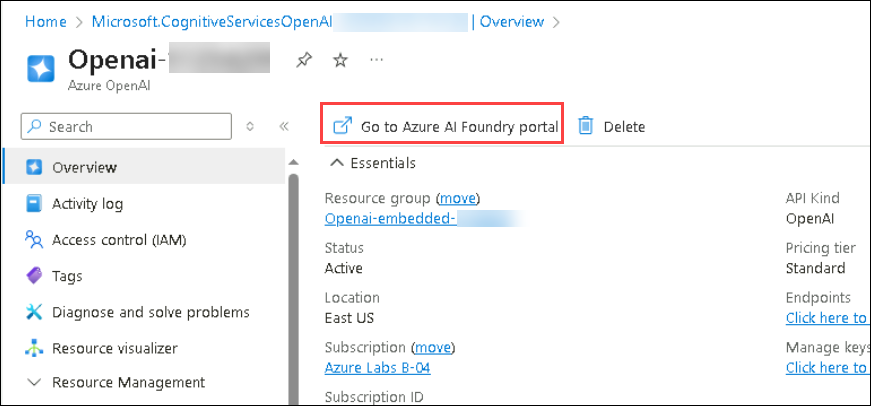 Home > Microsoft.CognitiveServicesOpenAI | Overview >
Openai-
Azure OpenAI
Search
Go to Azure AI Foundry portal
Delete
Overview
Activity log
Access control (IAM)
Tags
Diagnose and solve problems
Resource visualizer
Resource Management
Essentials
Resource group (move)
Openai-embedded-
Status
Active
Location
East US
Subscription (move)
Azure Labs B-04
Subscription ID
API Kind
OpenAI
Pricing tier
Standard
Endpoints
Click here to
Manage keys
Click here to